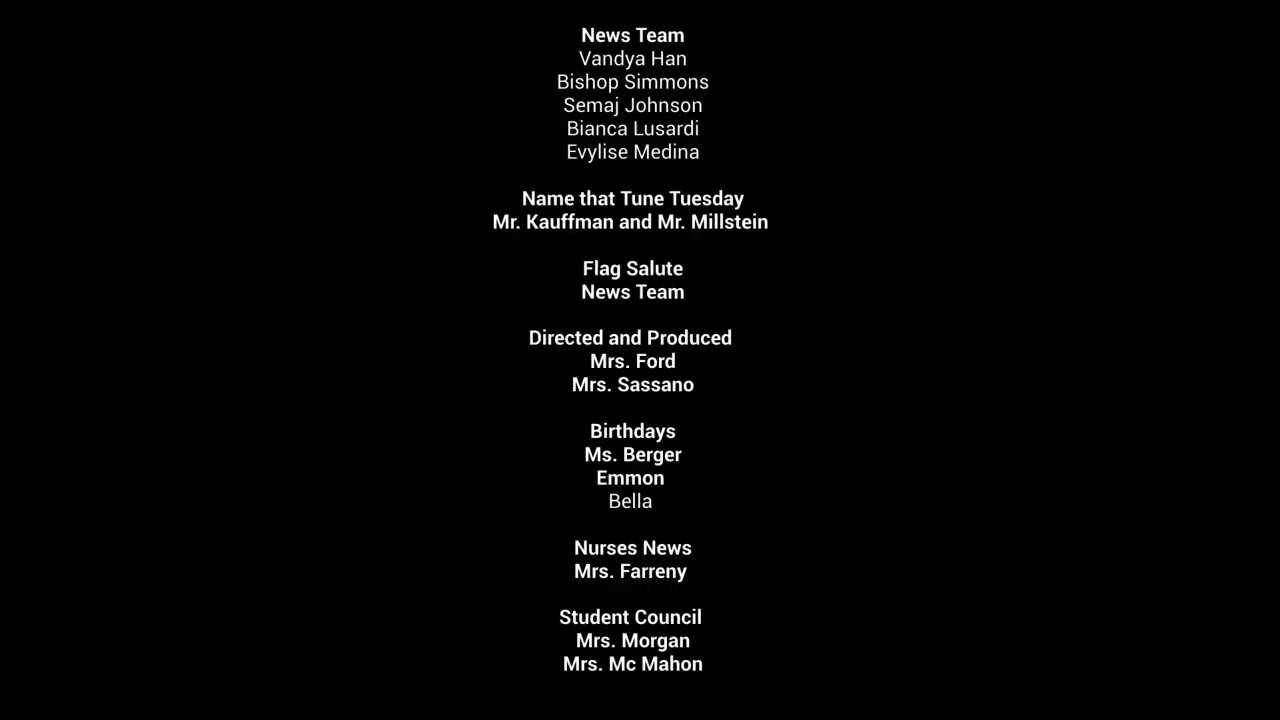 News Team
Vandya Han
Bishop Simmons
Semaj Johnson
Bianca Lusardi
Evylise Medina
Name that Tune Tuesday
Mr. Kauffman and Mr. Millstein
Flag Salute
News Team
Directed and Produced
Mrs. Ford
Mrs. Sassano
Birthdays
Ms. Berger
Emmon
Bella
Nurses News
Mrs. Farreny
Student Council
Mrs. Morgan
Mrs. Mc Mahon